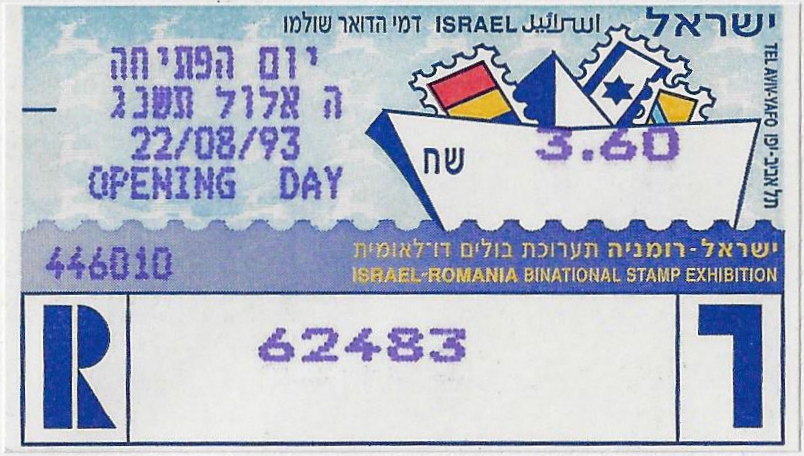 ישראל اسرائيل ISRAEL דמי הדואר שולמו
TEL AVIV-YAFO תל אביב-יפו
יום הפתיחה
ה אלול תשנג
22/08/93
OPENING DAY
שח 3.60
446010
ישראל-רומניה תערוכת בולים דו-לאומית
ISRAEL-ROMANIA BINATIONAL STAMP EXHIBITION
R 62483 ר